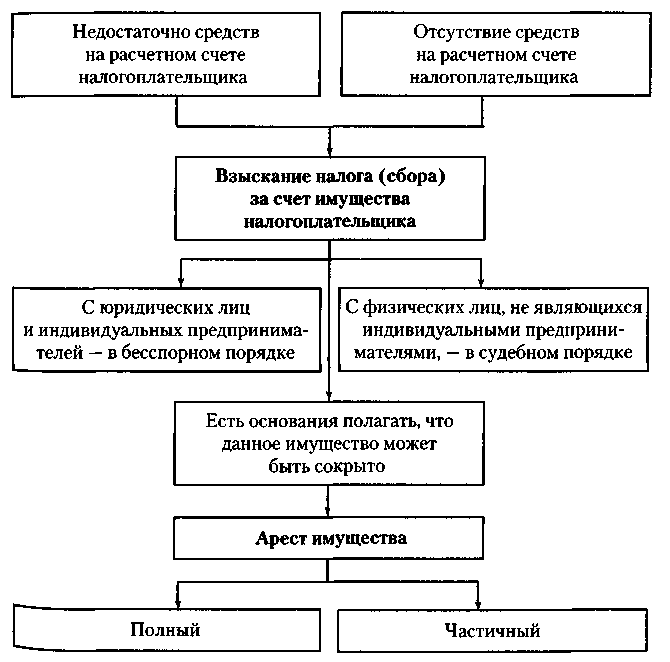 Недостаточно средств
на расчетном счете
налогоплательщика
Отсутствие средств
на расчетном счете
налогоплательщика
Взыскание налога (сбора)
за счет имущества
налогоплательщика
С юридических лиц
и индивидуальных предпринима-
телей — в бесспорном порядке
С физических лиц, не являющихся
индивидуальными предприни-
мателями, — в судебном порядке
Есть основания полагать, что
данное имущество может
быть сокрыто
Арест имущества
Полный
Частичный